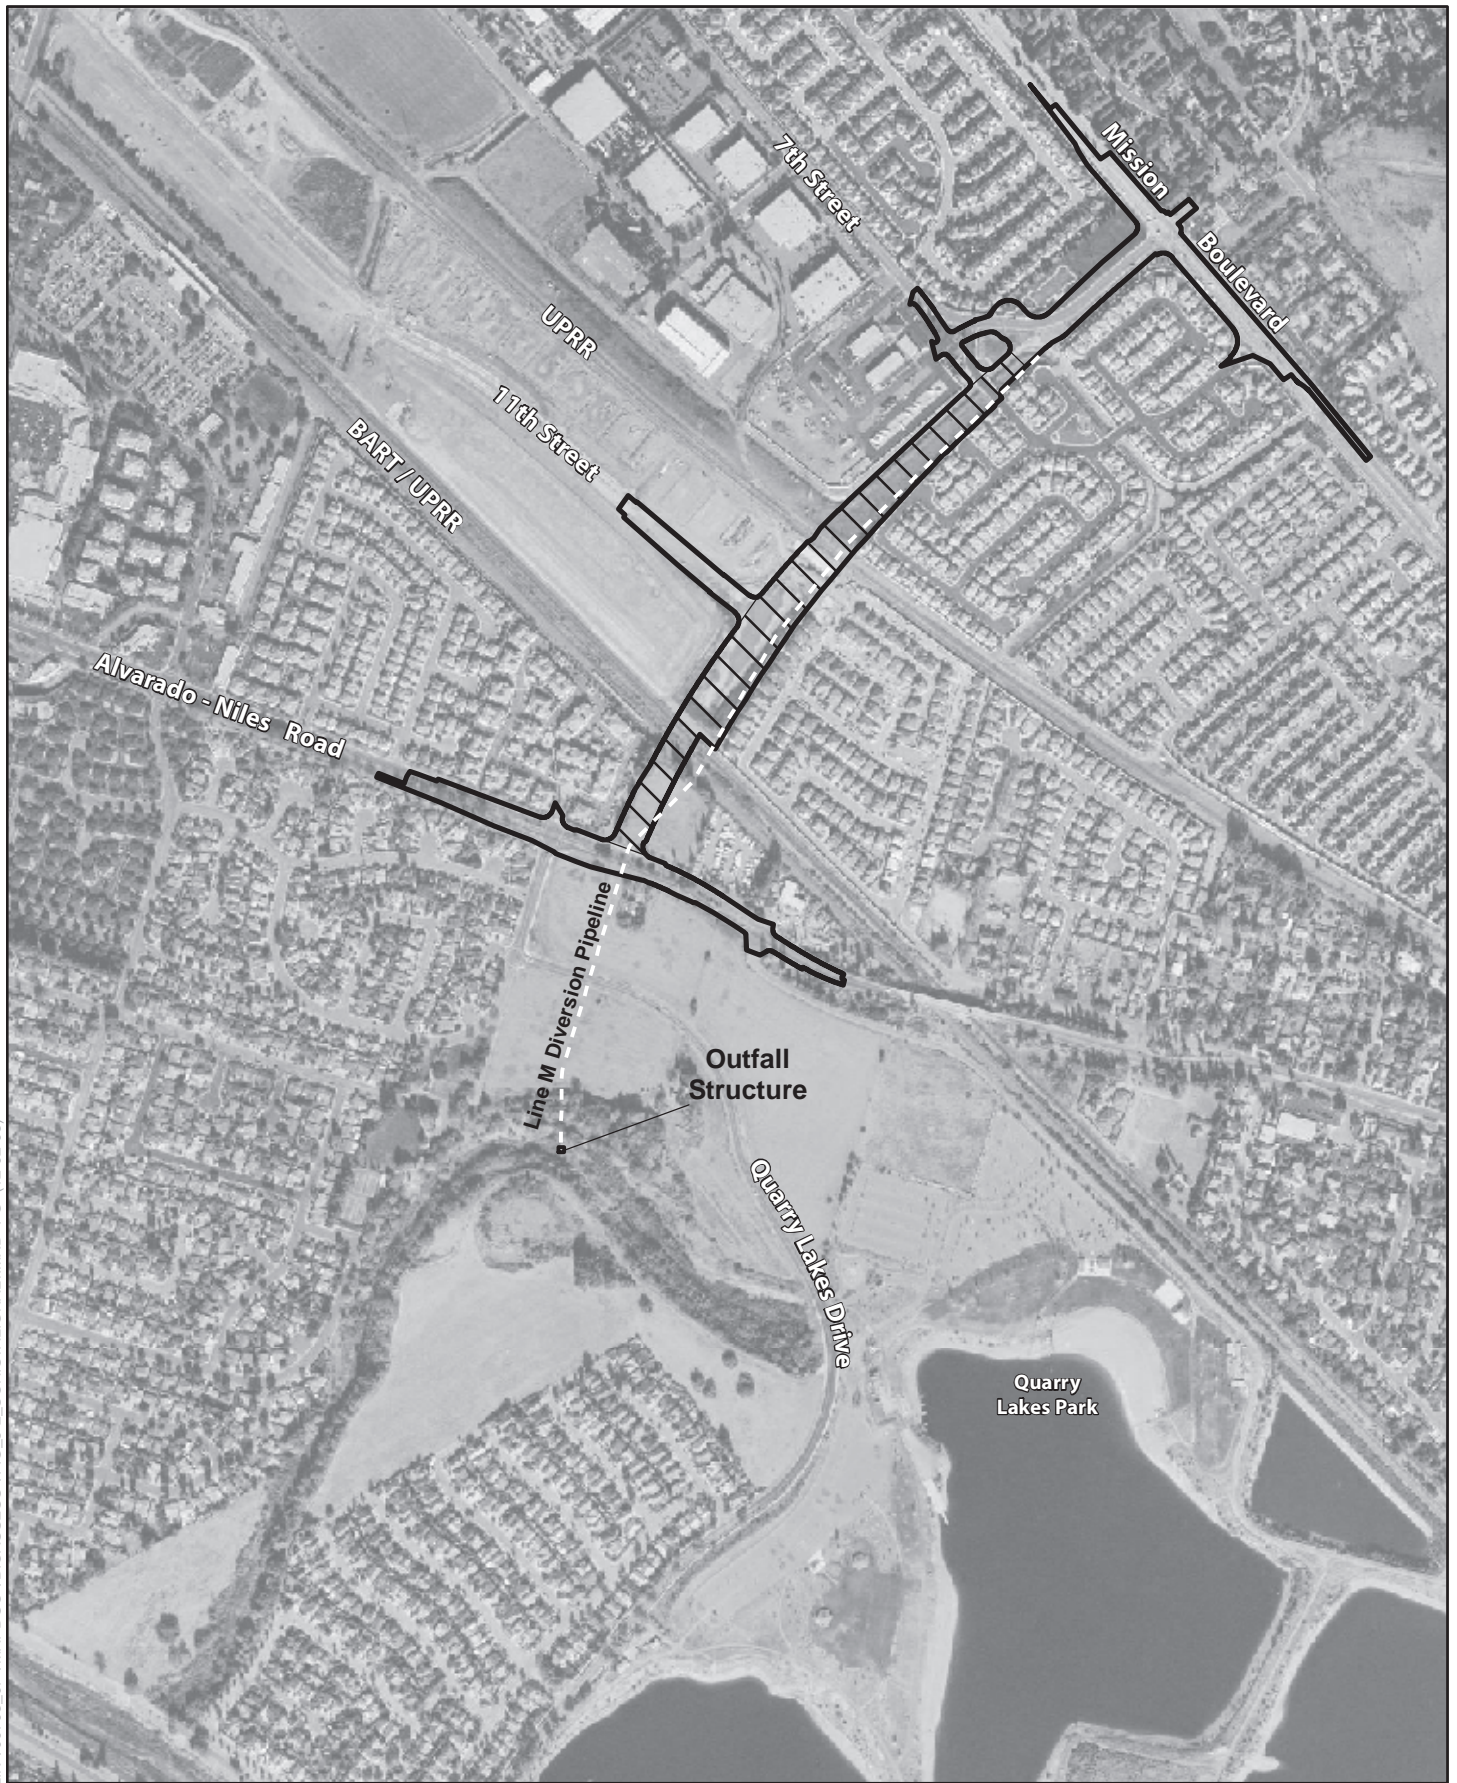 Mission
Boulevard
7th Street
UPRR
11th Street
BART / UPRR
Alvarado - Niles Road
Line M Diversion Pipeline
Outfall
Structure
Quarry Lakes Drive
Quarry
Lakes Park